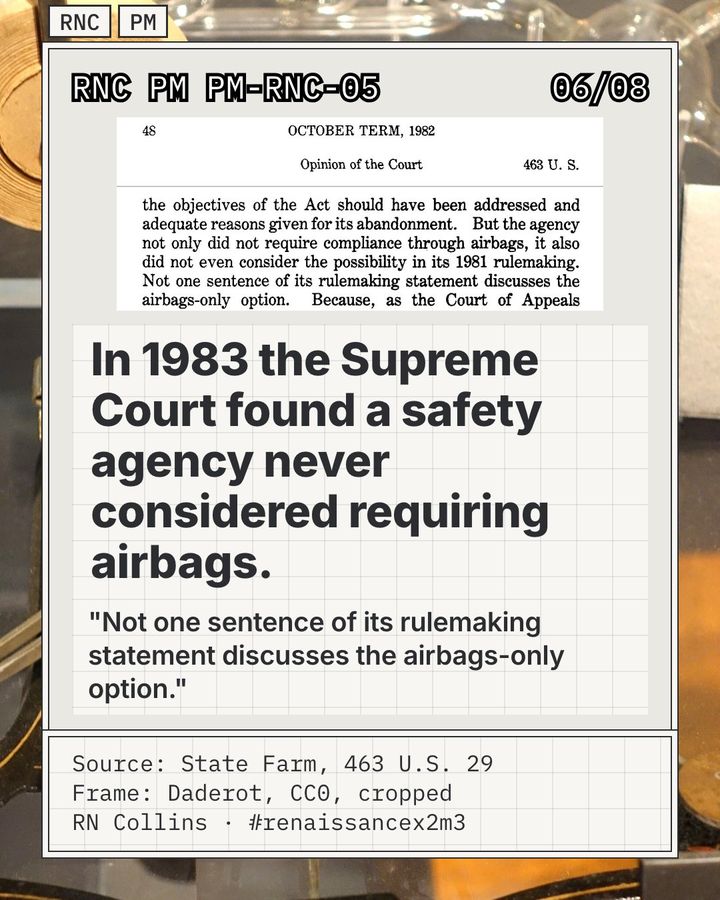 RNC PM
RNC PM PM-RNC-05 06/08
48 OCTOBER TERM, 1982
Opinion of the Court 463 U. S.
the objectives of the Act should have been addressed and
adequate reasons given for its abandonment. But the agency
not only did not require compliance through airbags, it also
did not even consider the possibility in its 1981 rulemaking.
Not one sentence of its rulemaking statement discusses the
airbags-only option. Because, as the Court of Appeals
In 1983 the Supreme
Court found a safety
agency never
considered requiring
airbags.
"Not one sentence of its rulemaking
statement discusses the airbags-only
option."
Source: State Farm, 463 U.S. 29
Frame: Daderot, CC0, cropped
RN Collins · #renaissancex2m3